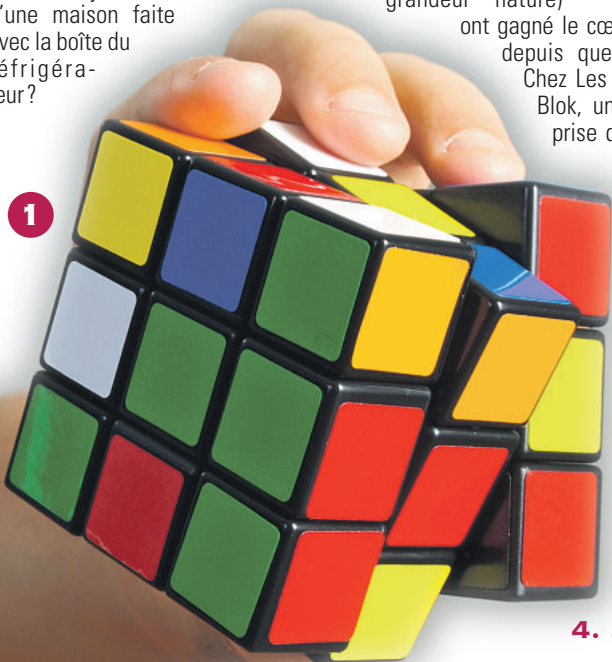 'une maison faite
vec la boîte du
éfrigéra-
eur ?
1
grandeur nature)
ont gagné le cœ
depuis que
Chez Les
Blok, un
prise d
4.